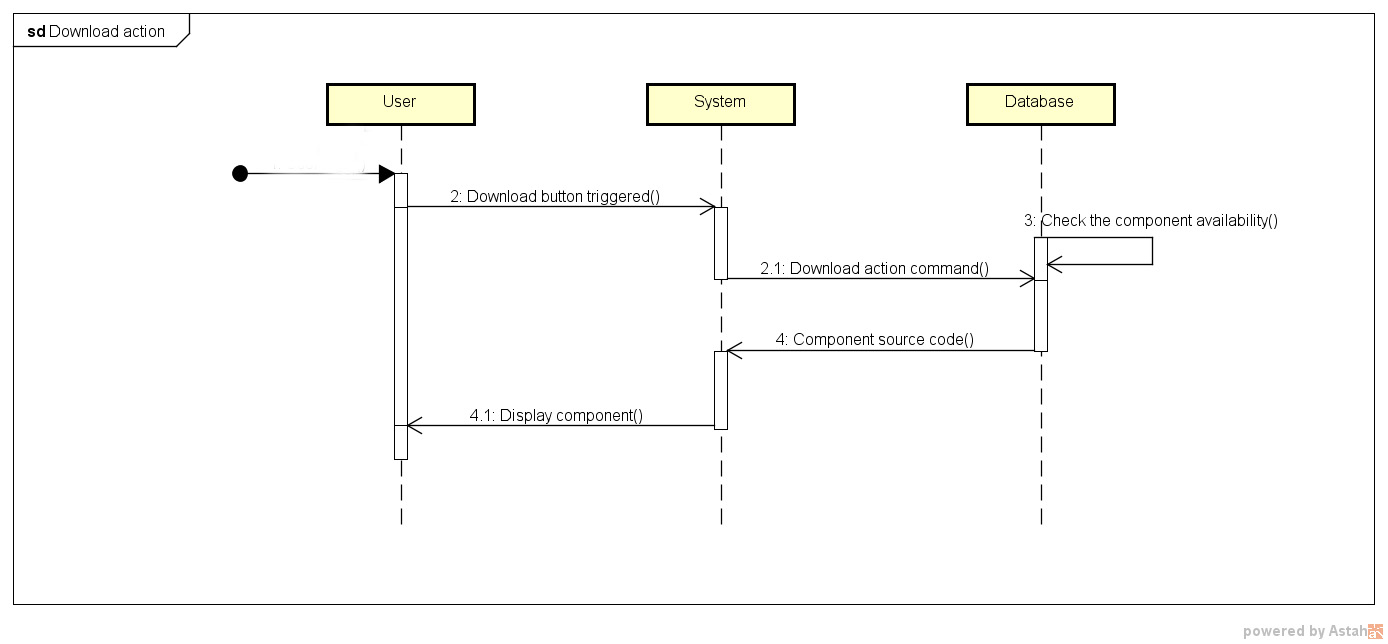 sd Download action
User
System
Database
2: Download button triggered()
3: Check the component availability()
2.1: Download action command()
4: Component source code()
4.1: Display component()
powered by Astah